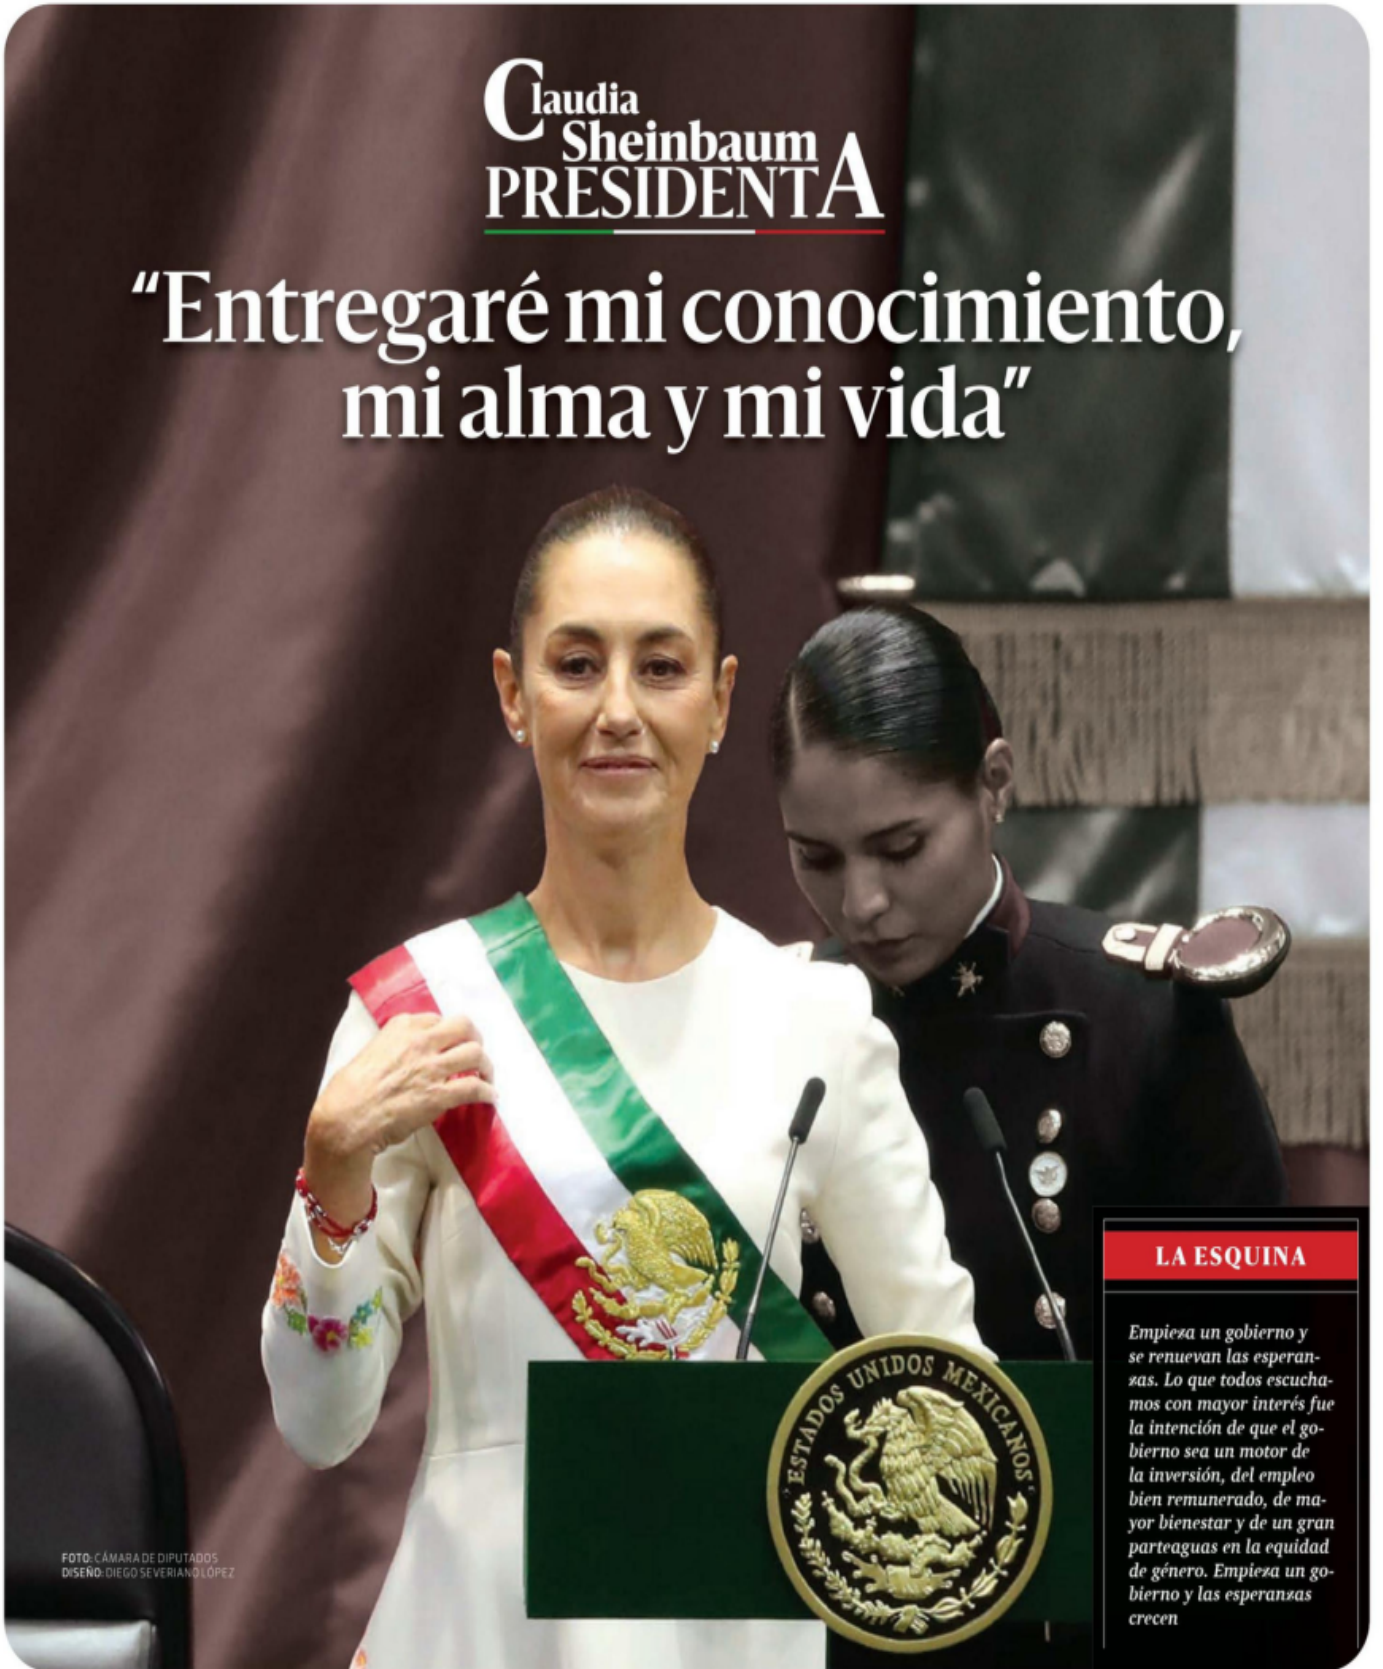 Claudia
Sheinbaum
PRESIDENTA
“Entregaré mi conocimiento,
mi alma y mi vida”
ESTADOS UNIDOS MEXICANOS
LA ESQUINA
Empieza un gobierno y
se renuevan las esperan-
zas. Lo que todos escucha-
mos con mayor interés fue
la intención de que el go-
bierno sea un motor de
la inversión, del empleo
bien remunerado, de ma-
yor bienestar y de un gran
parteaguas en la equidad
de género. Empieza un go-
bierno y las esperanzas
crecen
FOTO: CÁMARA DE DIPUTADOS
DISEÑO: DIEGO SEVERIANO LÓPEZ